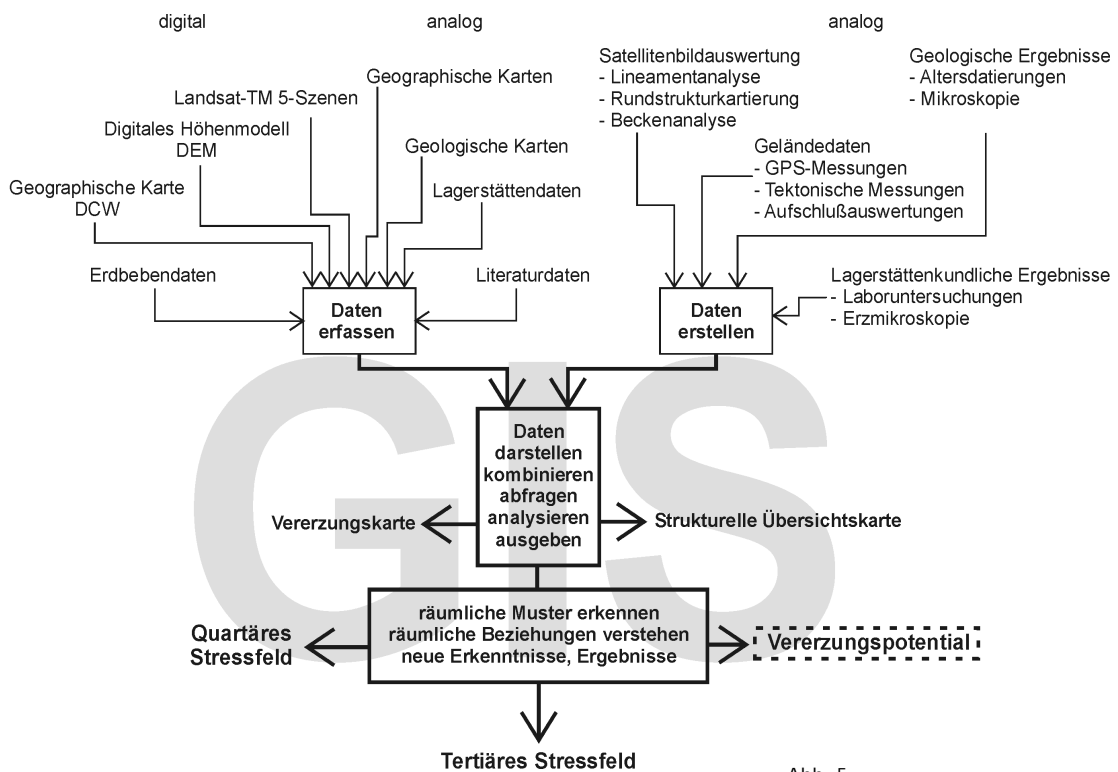 digital
analog
analog
Geographische Karten
Landsat-TM 5-Szenen
Digitales Höhenmodell
DEM
Geologische Karten
Geographische Karte
DCW
Lagerstättendaten
Erdbebendaten
Literaturdaten
Satellitenbildauswertung
- Lineamentanalyse
- Rundstrukturkartierung
- Beckenanalyse
Geologische Ergebnisse
- Altersdatierungen
- Mikroskopie
Geländedaten
- GPS-Messungen
- Tektonische Messungen
- Aufschlußauswertungen
Lagerstättenkundliche Ergebnisse
- Laboruntersuchungen
- Erzmikroskopie
Daten
erfassen
Daten
erstellen
GIS
Daten
darstellen
kombinieren
abfragen
analysieren
ausgeben
Vererzungskarte
Strukturelle Übersichtskarte
räumliche Muster erkennen
räumliche Beziehungen verstehen
neue Erkenntnisse, Ergebnisse
Quartäres
Stressfeld
Vererzungspotential
Tertiäres Stressfeld